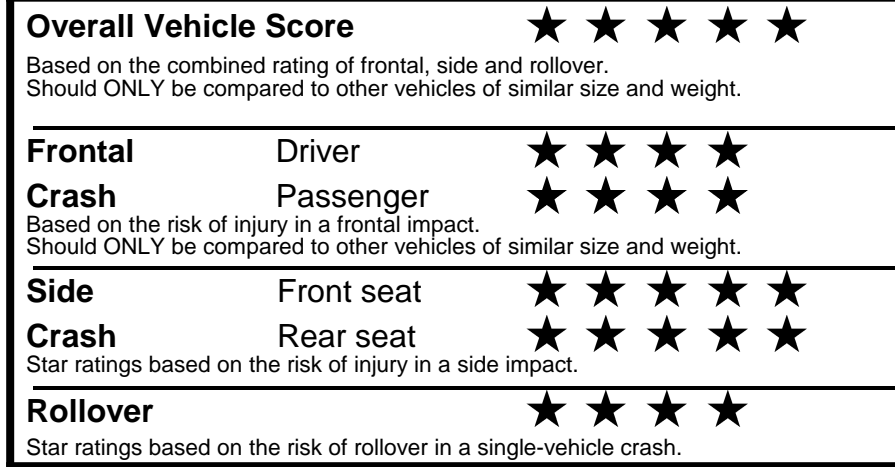 Overall Vehicle Score ★ ★ ★ ★ ★
Based on the combined rating of frontal, side and rollover.
Should ONLY be compared to other vehicles of similar size and weight.
Frontal Driver ★ ★ ★ ★
Crash Passenger ★ ★ ★ ★
Based on the risk of injury in a frontal impact.
Should ONLY be compared to other vehicles of similar size and weight.
Side Front seat ★ ★ ★ ★ ★
Crash Rear seat ★ ★ ★ ★ ★
Star ratings based on the risk of injury in a side impact.
Rollover ★ ★ ★ ★
Star ratings based on the risk of rollover in a single-vehicle crash.